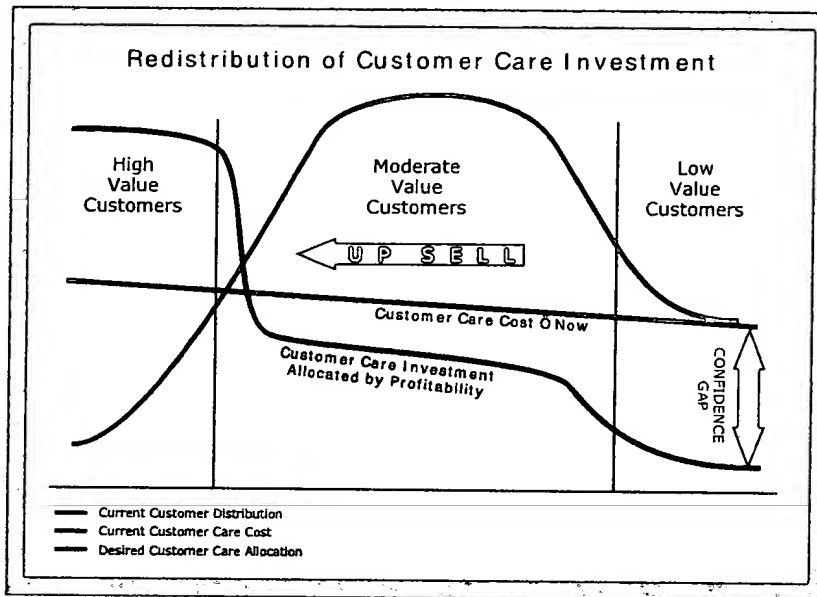 Redistribution of Customer Care Investment
High
Value
Customers
Moderate
Value
Customers
Low
Value
Customers
UP SELL
Customer Care Cost Ö Now
Customer Care Investment
Allocated by Profitability
CONFIDENCE
GAP
Current Customer Distribution
Current Customer Care Cost
Desired Customer Care Allocation